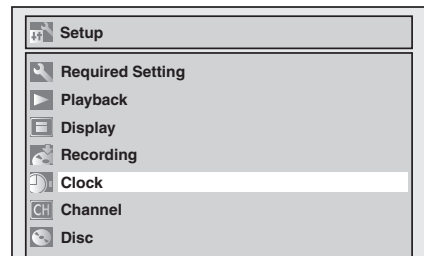 Setup
Required Setting
Playback
Display
Recording
Clock
CH Channel
Disc